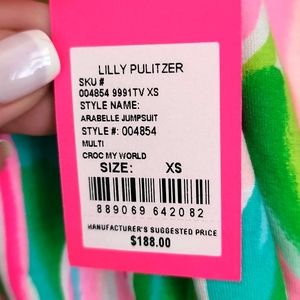 LILLY PULITZER
SKU #
004854 9991TV XS
STYLE NAME:
ARABELLE JUMPSUIT
STYLE #: 004854
MULTI
CROC MY WORLD
SIZE: XS
889069 642082
MANUFACTURER'S SUGGESTED PRICE
$188.00